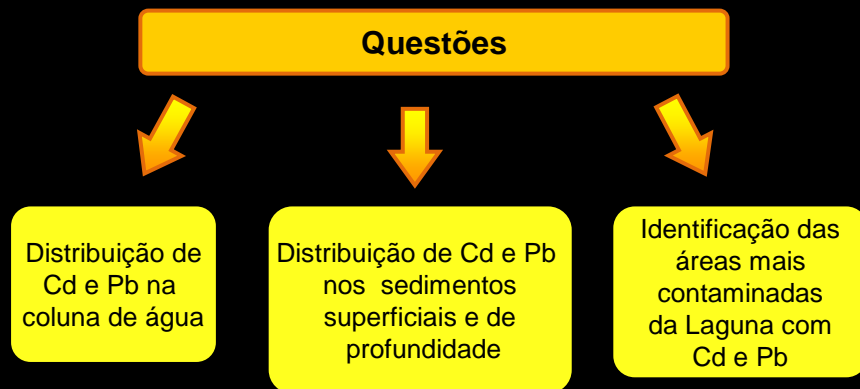 Questões
Distribuição de
Cd e Pb na
coluna de água
Distribuição de Cd e Pb
nos sedimentos
superficiais e de
profundidade
Identificação das
áreas mais
contaminadas
da Laguna com
Cd e Pb